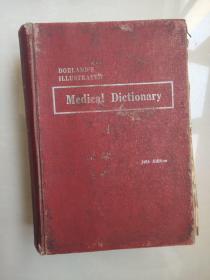 DORLAND'S
ILLUSTRATED
Medical Dictionary
Edition